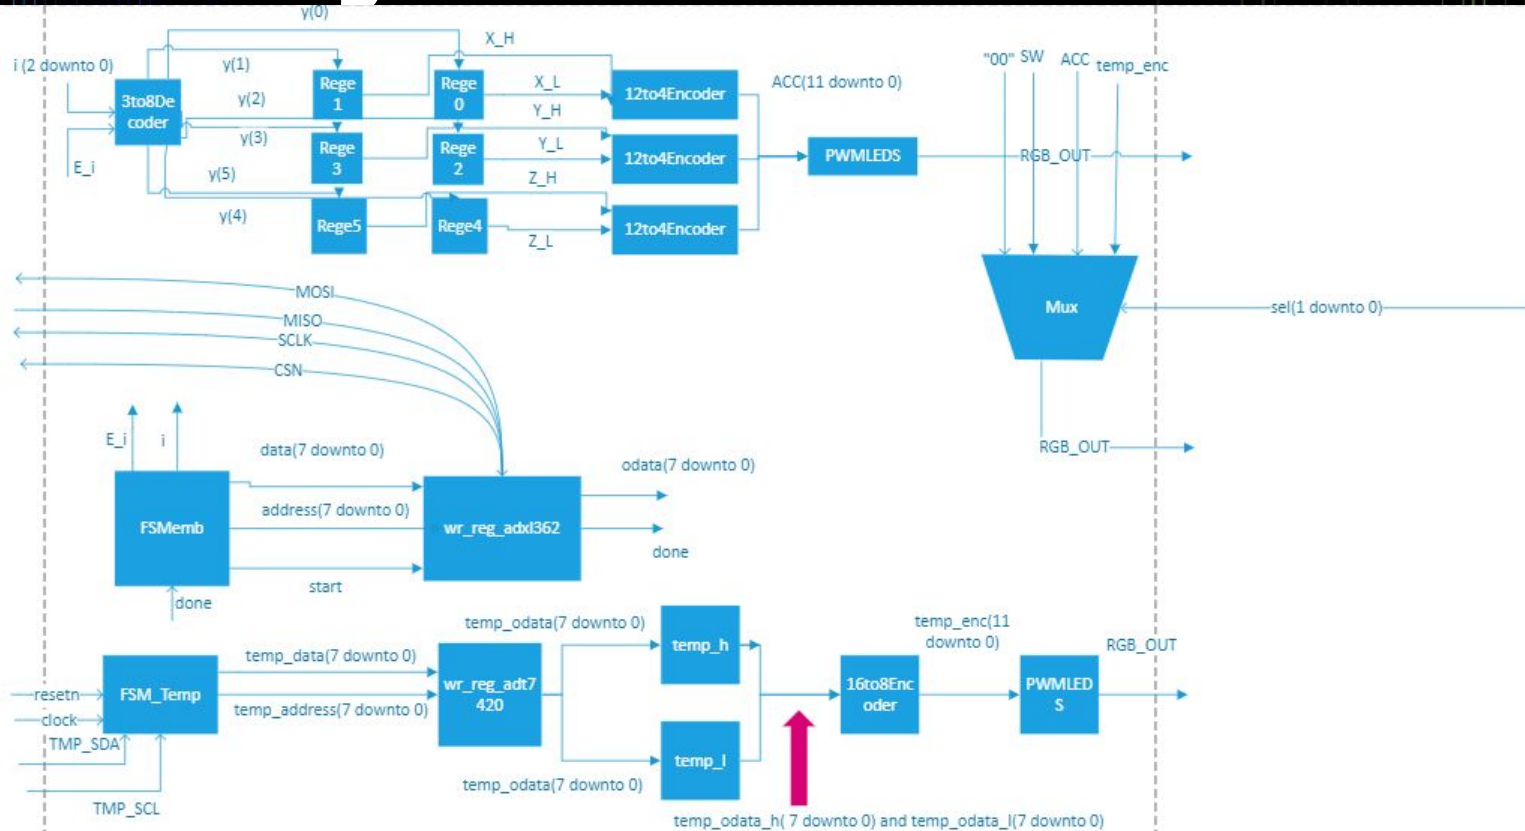 y(0)
X_H
i (2 downto 0)
y(1)
"00"
SW
ACC
temp_enc
3to8De
coder
y(2)
Rege
1
Rege
0
X_L
12to4Encoder
ACC(11 downto 0)
Y_H
E_i
y(3)
Rege
3
Rege
2
Y_L
12to4Encoder
PWMLEDS
RGB_OUT
y(5)
Z_H
y(4)
Rege5
Rege4
Z_L
12to4Encoder
MOSI
MISO
SCLK
CSN
Mux
sel(1 downto 0)
RGB_OUT
E_i
i
data(7 downto 0)
odata(7 downto 0)
FSMemb
address(7 downto 0)
wr_reg_adxl362
done
start
done
temp_odata(7 downto 0)
temp_h
temp_enc(11
downto 0)
RGB_OUT
temp_data(7 downto 0)
resetn
clock
FSM_Temp
temp_address(7 downto 0)
wr_reg_adt7
420
16to8Enc
oder
PWMLED
S
TMP_SDA
temp_l
temp_odata(7 downto 0)
TMP_SCL
temp_odata_h( 7 downto 0) and temp_odata_l(7 downto 0)